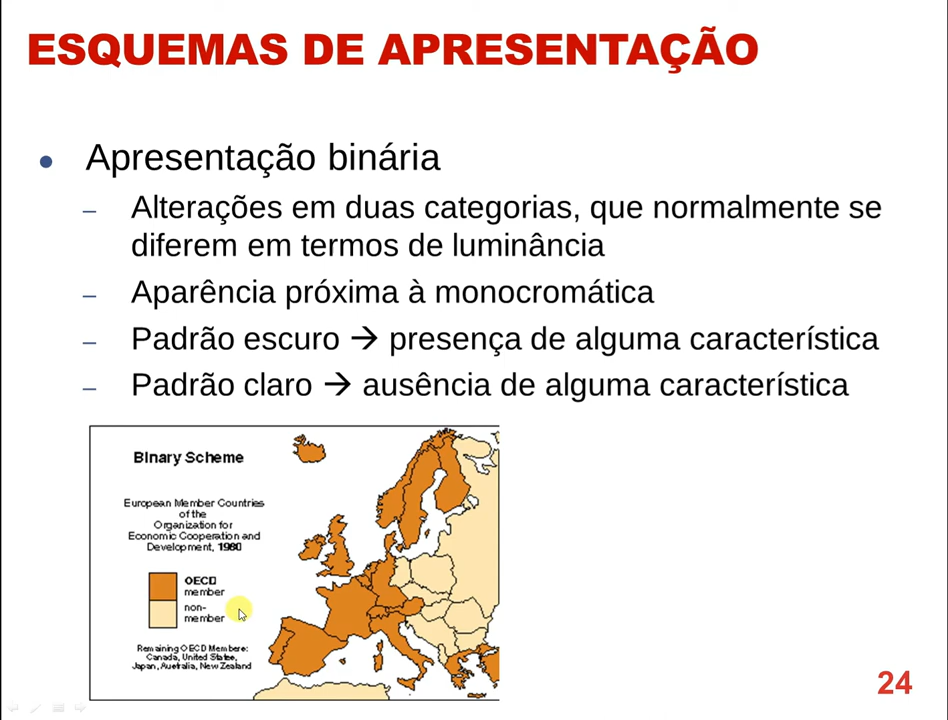 ESQUEMAS DE APRESENTAÇÃO
Apresentação binária
Alterações em duas categorias, que normalmente se
diferem em termos de luminância
Aparência próxima à monocromática
Padrão escuro → presença de alguma característica
Padrão claro → ausência de alguma característica
Binary Scheme
European Member Countries
of the
Organization for
Economic Cooperation and
Development, 1980
OECD
member
non-
member
Remaining OECD Members:
Canada, United States,
Japan, Australia, New Zealand
24